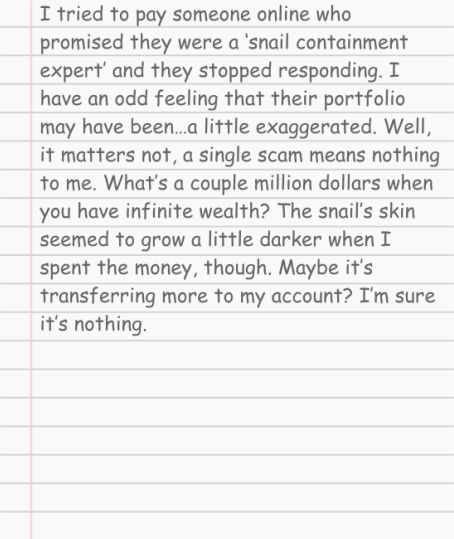 I tried to pay someone online who
promised they were a ‘snail containment
expert’ and they stopped responding. I
have an odd feeling that their portfolio
may have been...a little exaggerated. Well,
it matters not, a single scam means nothing
to me. What’s a couple million dollars when
you have infinite wealth? The snail’s skin
seemed to grow a little darker when I
spent the money, though. Maybe it’s
transferring more to my account? I’m sure
it’s nothing.